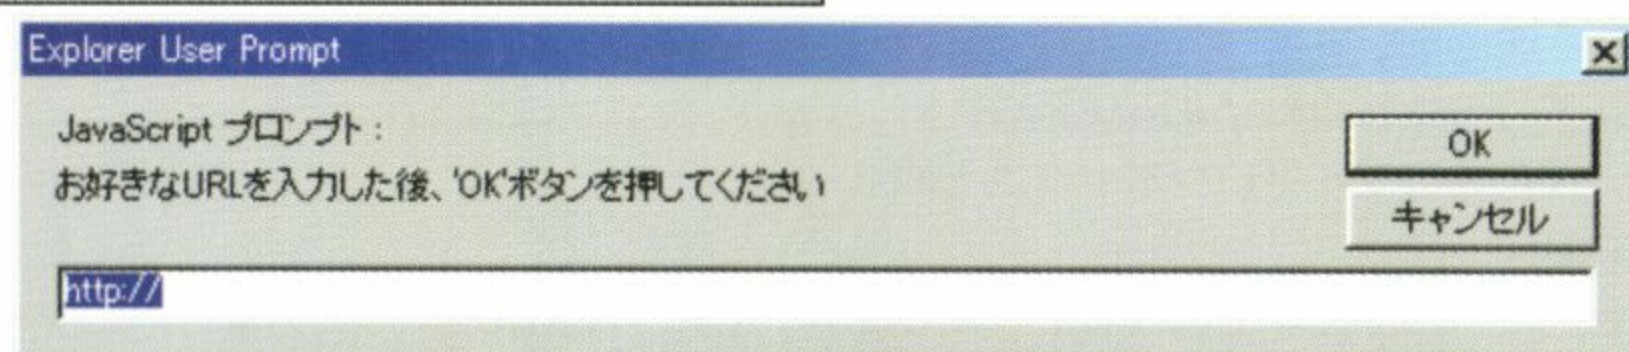 Explorer User Prompt
JavaScript プロンプト :
お好きなURLを入力した後、'OK'ボタンを押してください
OK
キャンセル
http://